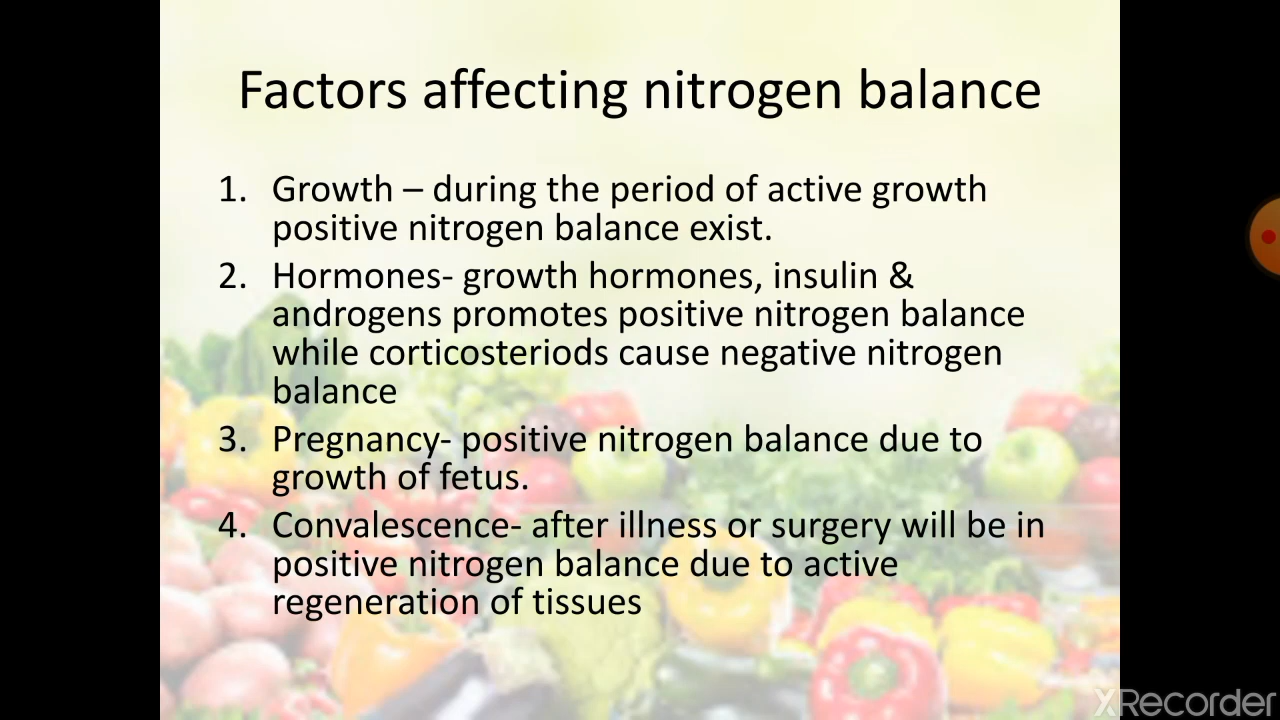 Factors affecting nitrogen balance
1. Growth – during the period of active growth
positive nitrogen balance exist.
2. Hormones- growth hormones, insulin &
androgens promotes positive nitrogen balance
while corticosteriods cause negative nitrogen
balance
3. Pregnancy- positive nitrogen balance due to
growth of fetus.
4. Convalescence- after illness or surgery will be in
positive nitrogen balance due to active
regeneration of tissues
XRecorder